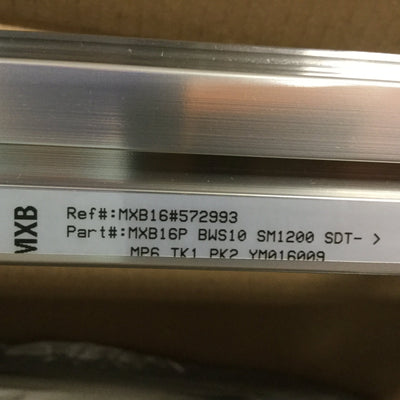 MXB
Ref#:MXB16#572993
Part#:MXB16P BWS10 SM1200 SDT- >
MP6 TK1 PK2 YM016009